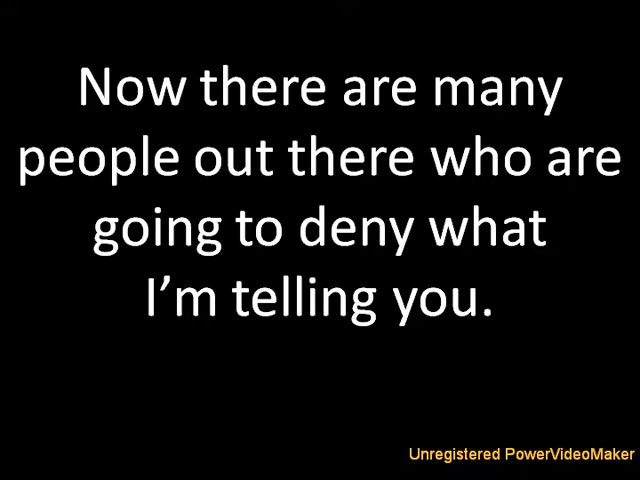 Now there are many
people out there who are
going to deny what
I’m telling you.
Unregistered PowerVideoMaker